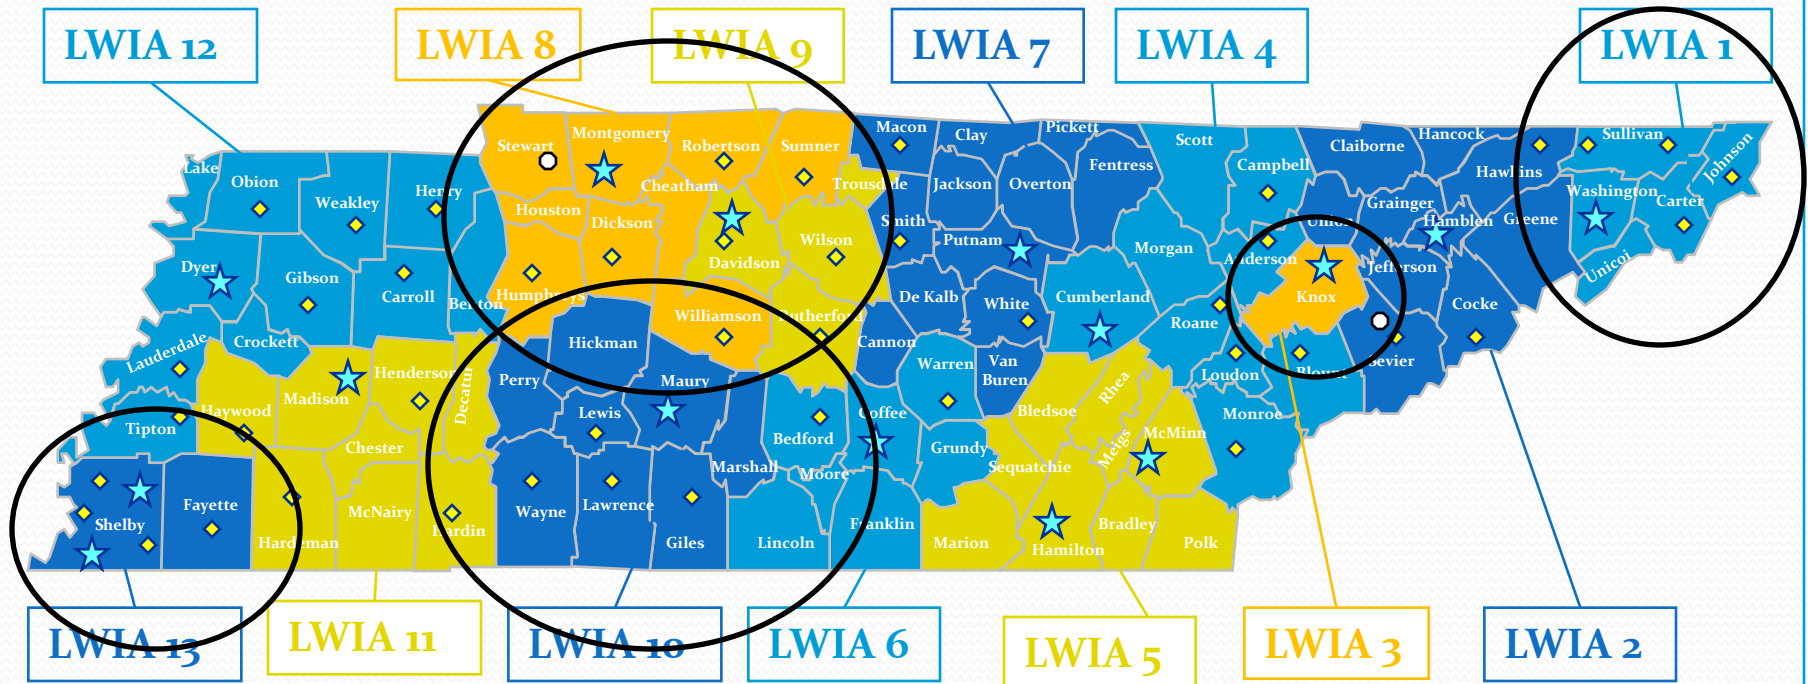 LWIA 12
LWIA 8
LWIA 9
LWIA 7
LWIA 4
LWIA 1
Lake
Obion
Weakley
Henry
Stewart
Montgomery
Robertson
Sumner
Macon
Clay
Pickett
Scott
Campbell
Claiborne
Hancock
Hawkins
Sullivan
Johnson
Houston
Dickson
Cheatham
Trousdale
Jackson
Overton
Fentress
Smith
Putnam
Morgan
Anderson
Union
Grainger
Hamblen
Greene
Washington
Carter
Unicoi
Dyer
Gibson
Carroll
Benton
Humphreys
Davidson
Wilson
De Kalb
White
Cumberland
Roane
Knox
Jefferson
Cocke
Lauderdale
Crockett
Hickman
Williamson
Rutherford
Cannon
Warren
Van
Buren
Loudon
Blount
Sevier
Tipton
Haywood
Madison
Henderson
Decatur
Perry
Lewis
Maury
Bedford
Coffee
Grundy
Bledsoe
Rhea
Meigs
McMinn
Monroe
Chester
Marshall
Moore
Sequatchie
Shelby
Fayette
Hardeman
McNairy
Hardin
Wayne
Lawrence
Giles
Lincoln
Franklin
Marion
Hamilton
Bradley
Polk
LWIA 13
LWIA 11
LWIA 10
LWIA 6
LWIA 5
LWIA 3
LWIA 2